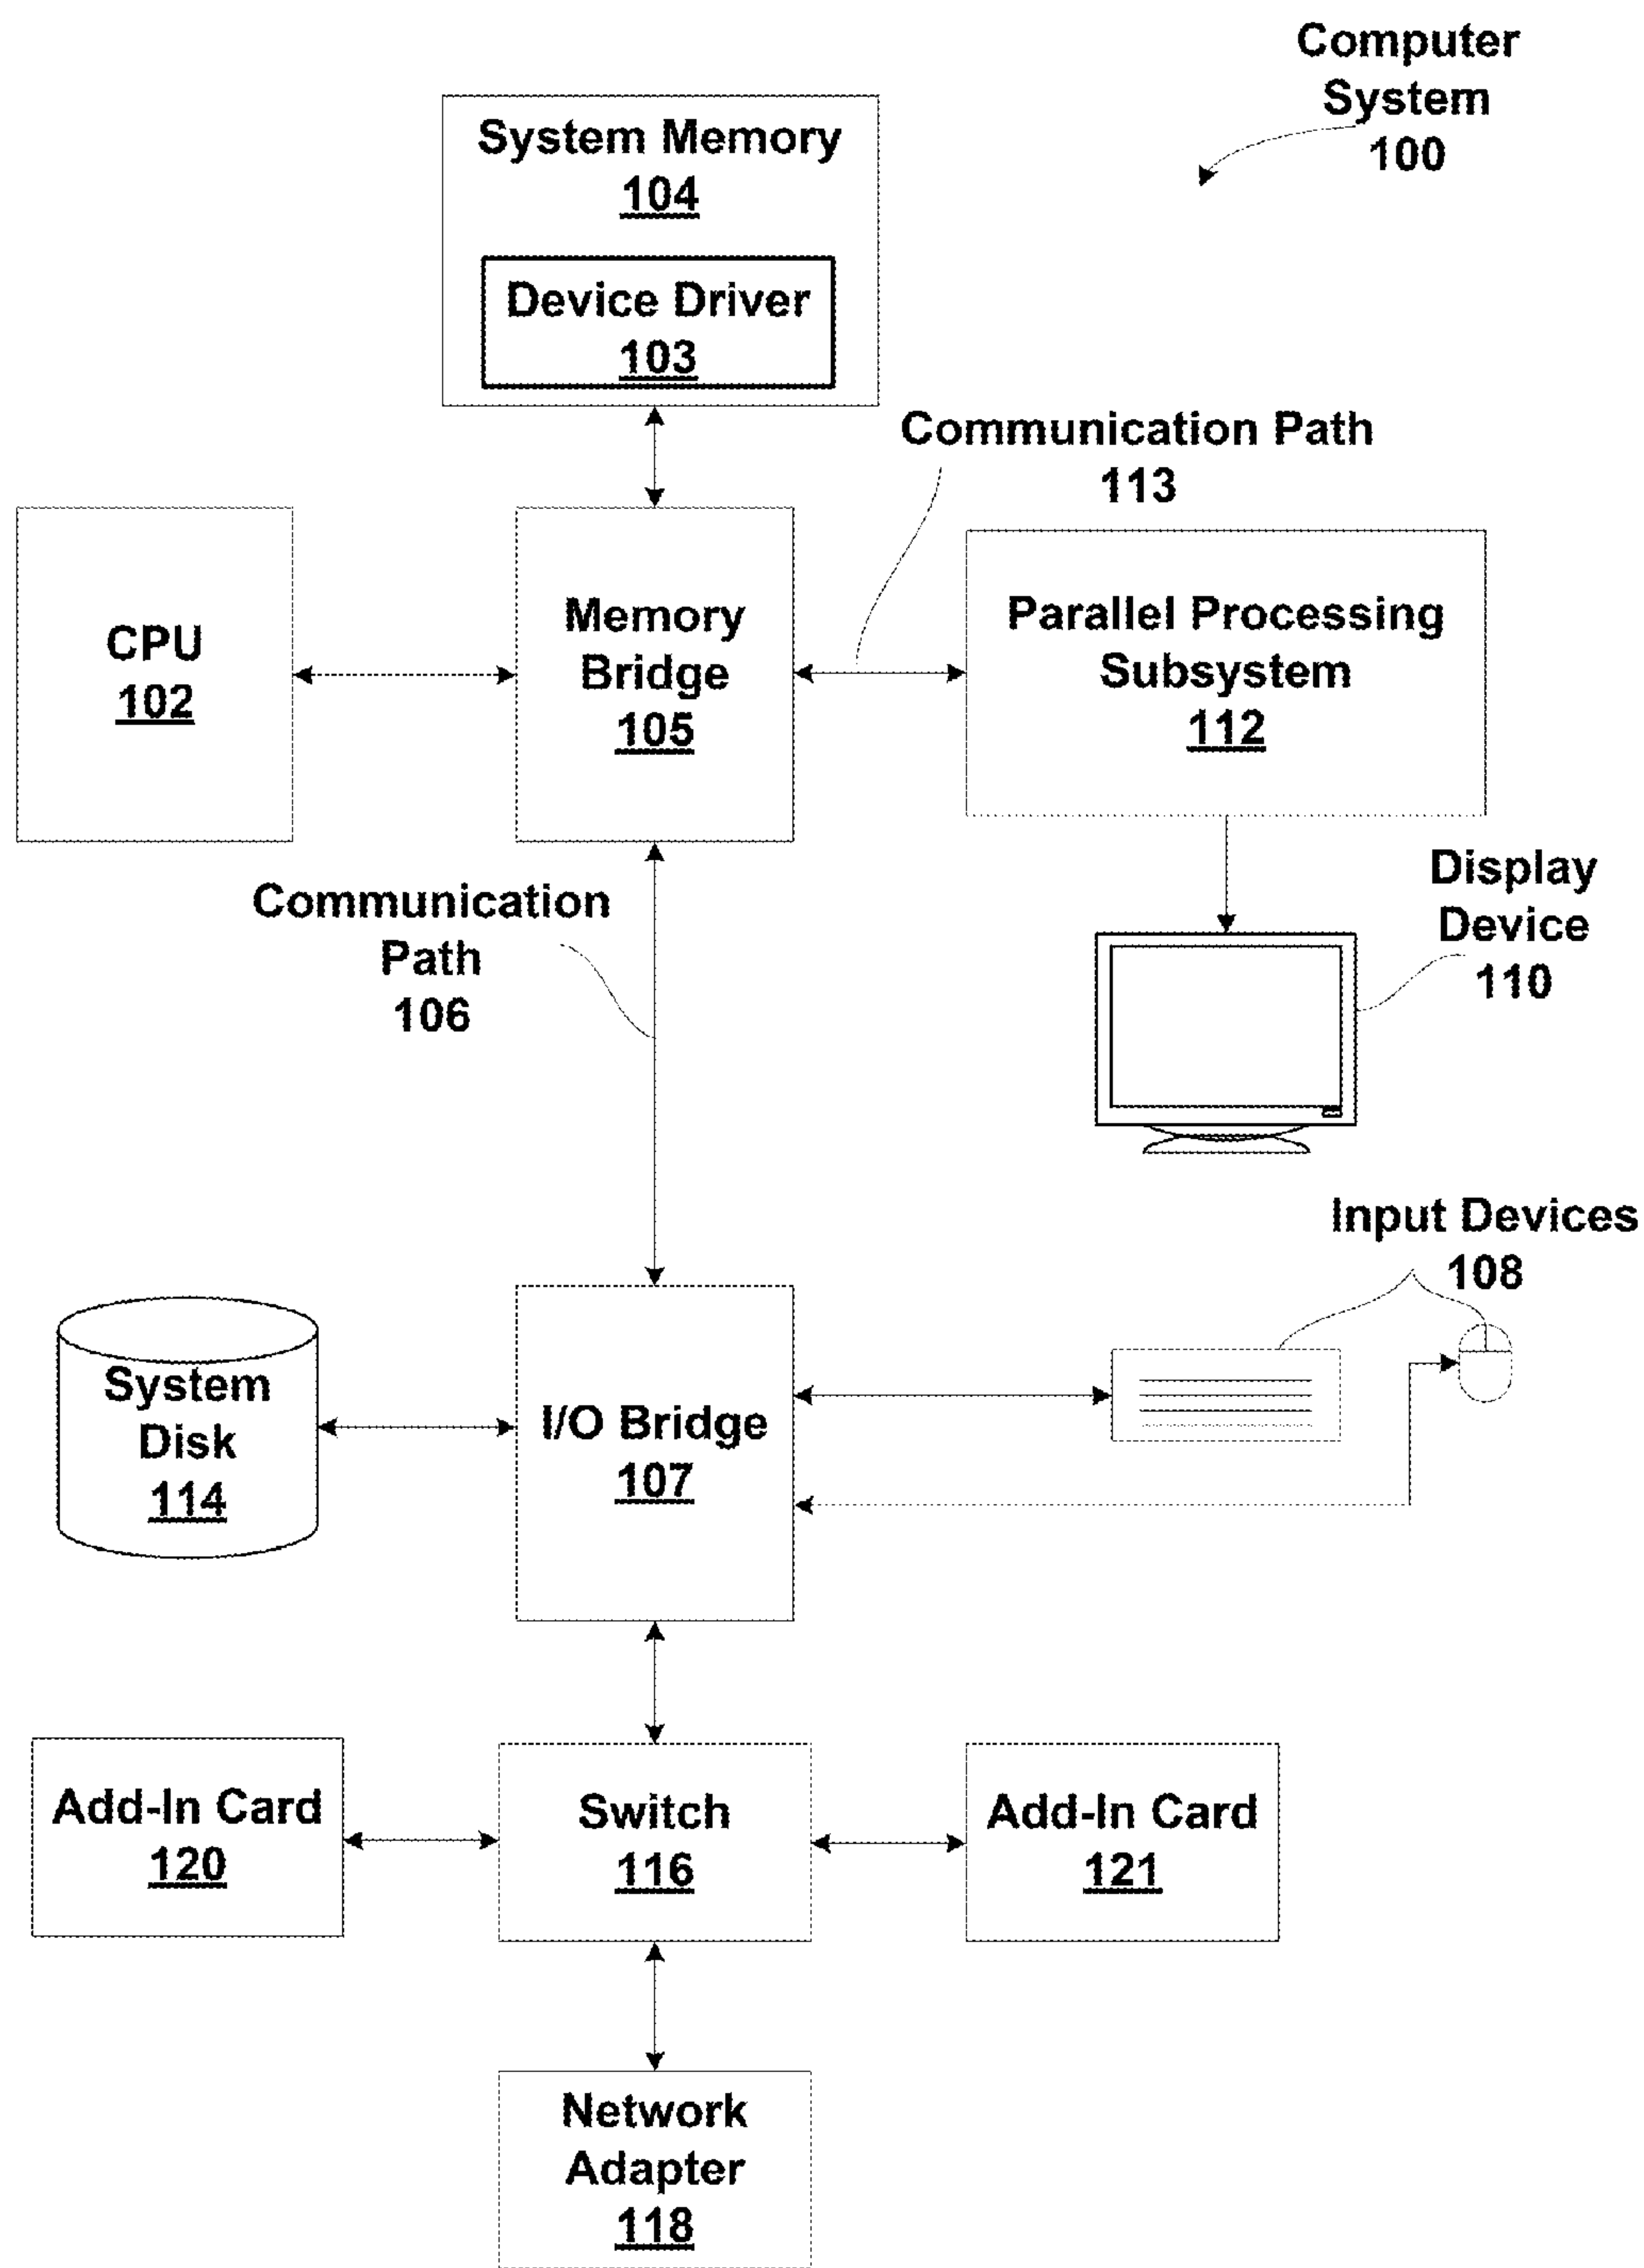 Computer
System
100
System Memory
104
Device Driver
103
Communication Path
113
CPU
102
Memory
Bridge
105
Parallel Processing
Subsystem
112
Communication
Path
106
Display
Device
110
Input Devices
108
System
Disk
114
I/O Bridge
107
Add-In Card
120
Switch
116
Add-In Card
121
Network
Adapter
118